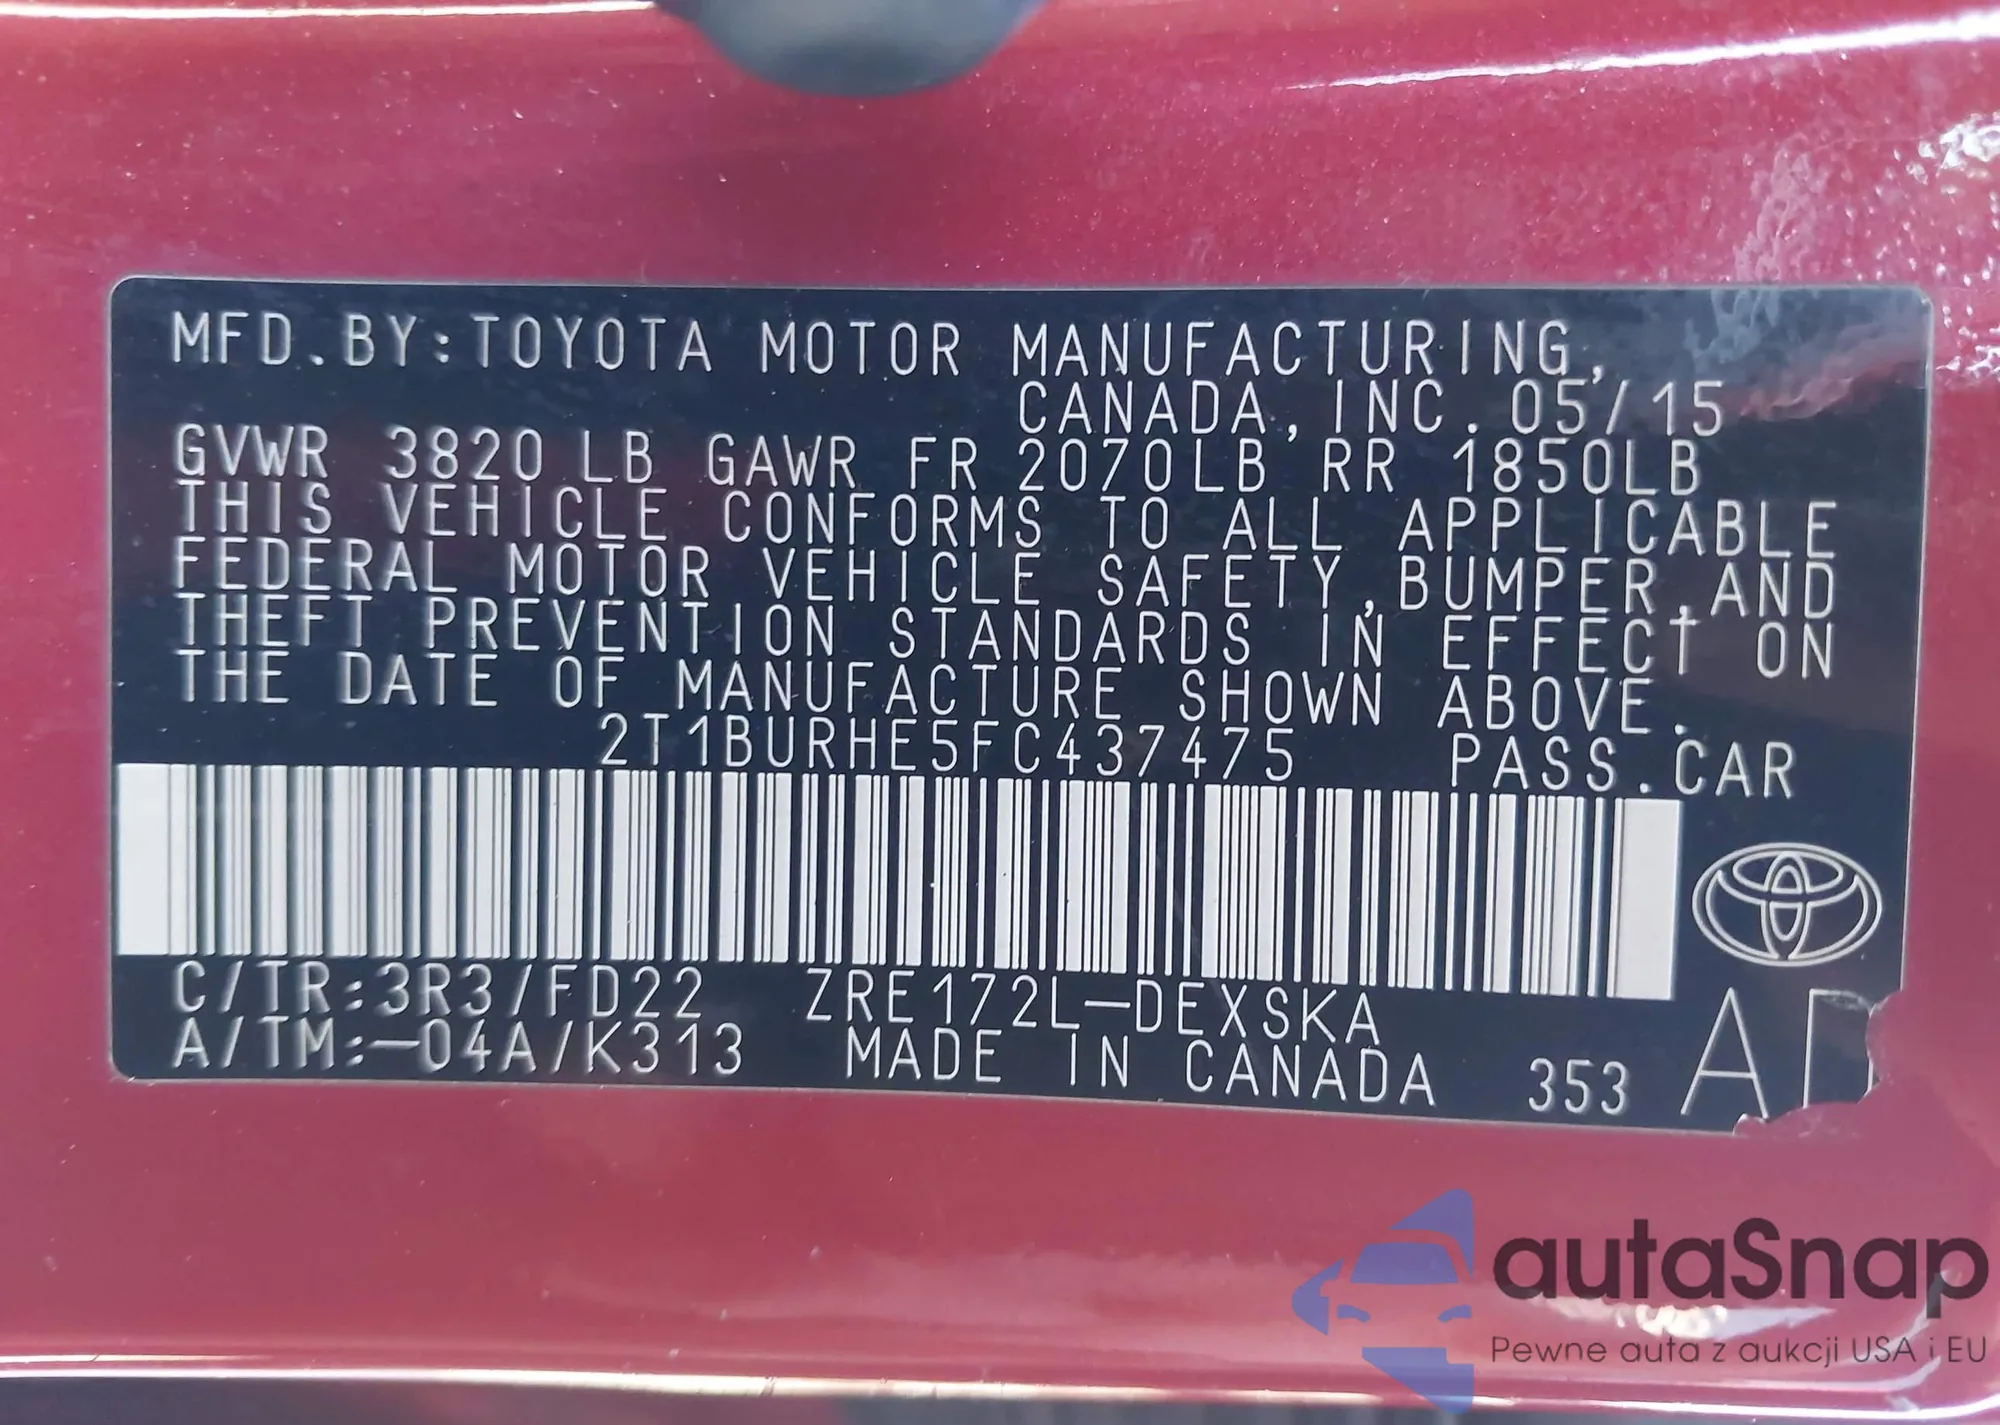 MFD.BY:TOYOTA MOTOR MANUFACTURING,
CANADA, INC. 05/15
GVWR 3820 LB GAWR FR 2070LB RR 1850LB
THIS VEHICLE CONFORMS TO ALL APPLICABLE
FEDERAL MOTOR VEHICLE SAFETY,BUMPER,AND
THEFT PREVENTION STANDARDS IN EFFECT ON
THE DATE OF MANUFACTURE SHOWN ABOVE.
2T1BURHE5FC437475 PASS.CAR
C/TR:3R3/FD22 ZRE172L-DEXSKA
A/TM:-04A/K313 MADE IN CANADA 353
autaSnap
Pewne auta z aukcji USA i EU